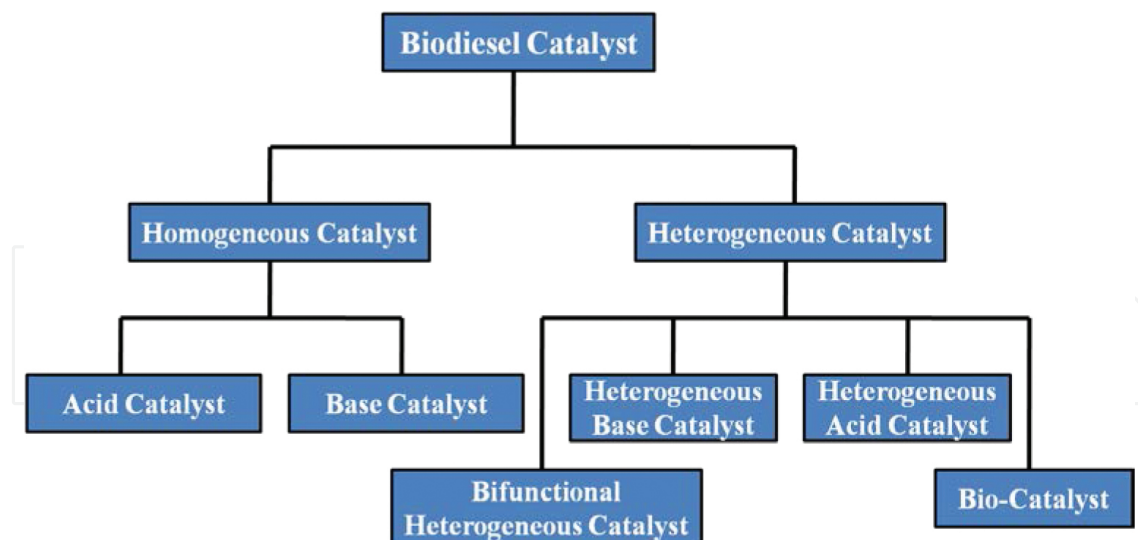 Biodiesel Catalyst
Homogeneous Catalyst
Heterogeneous Catalyst
Acid Catalyst
Base Catalyst
Heterogeneous
Base Catalyst
Heterogeneous
Acid Catalyst
Bifunctional
Heterogeneous Catalyst
Bio-Catalyst